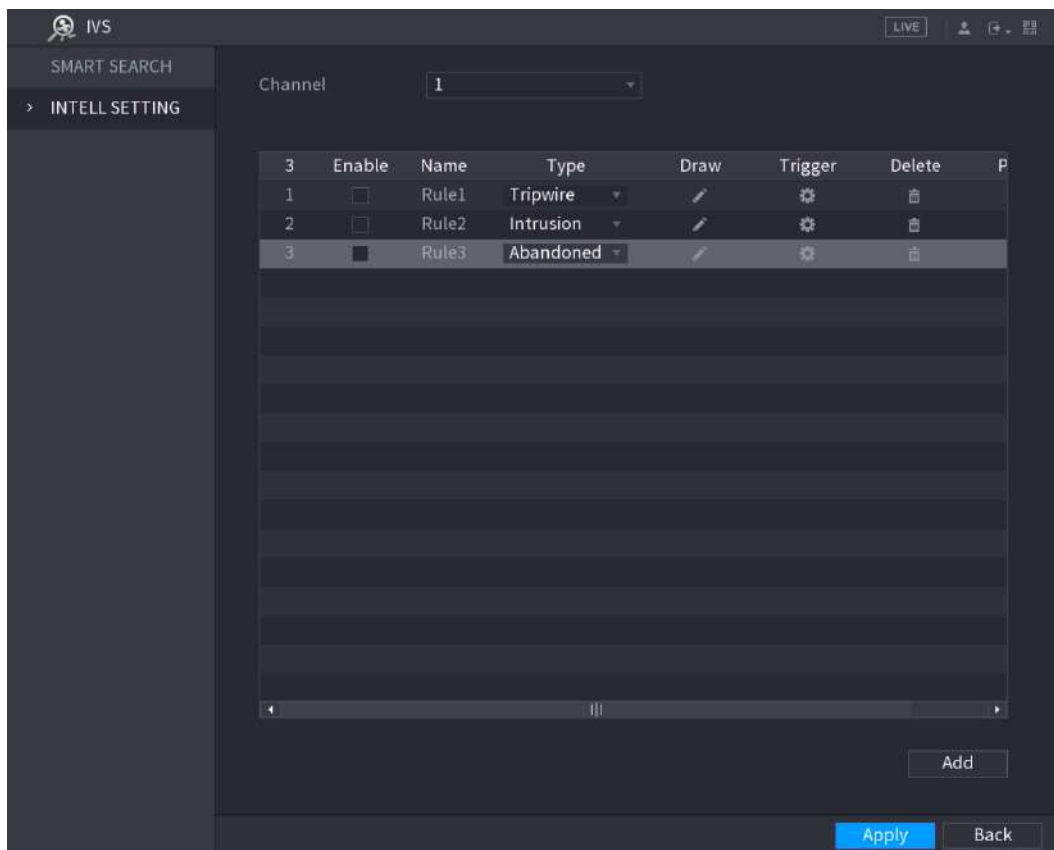 IVS LIVE
SMART SEARCH
INTELL SETTING
Channel 1
3 Enable Name Type Draw Trigger Delete P
1 Rule1 Tripwire
2 Rule2 Intrusion
3 Rule3 Abandoned
Add
Apply Back